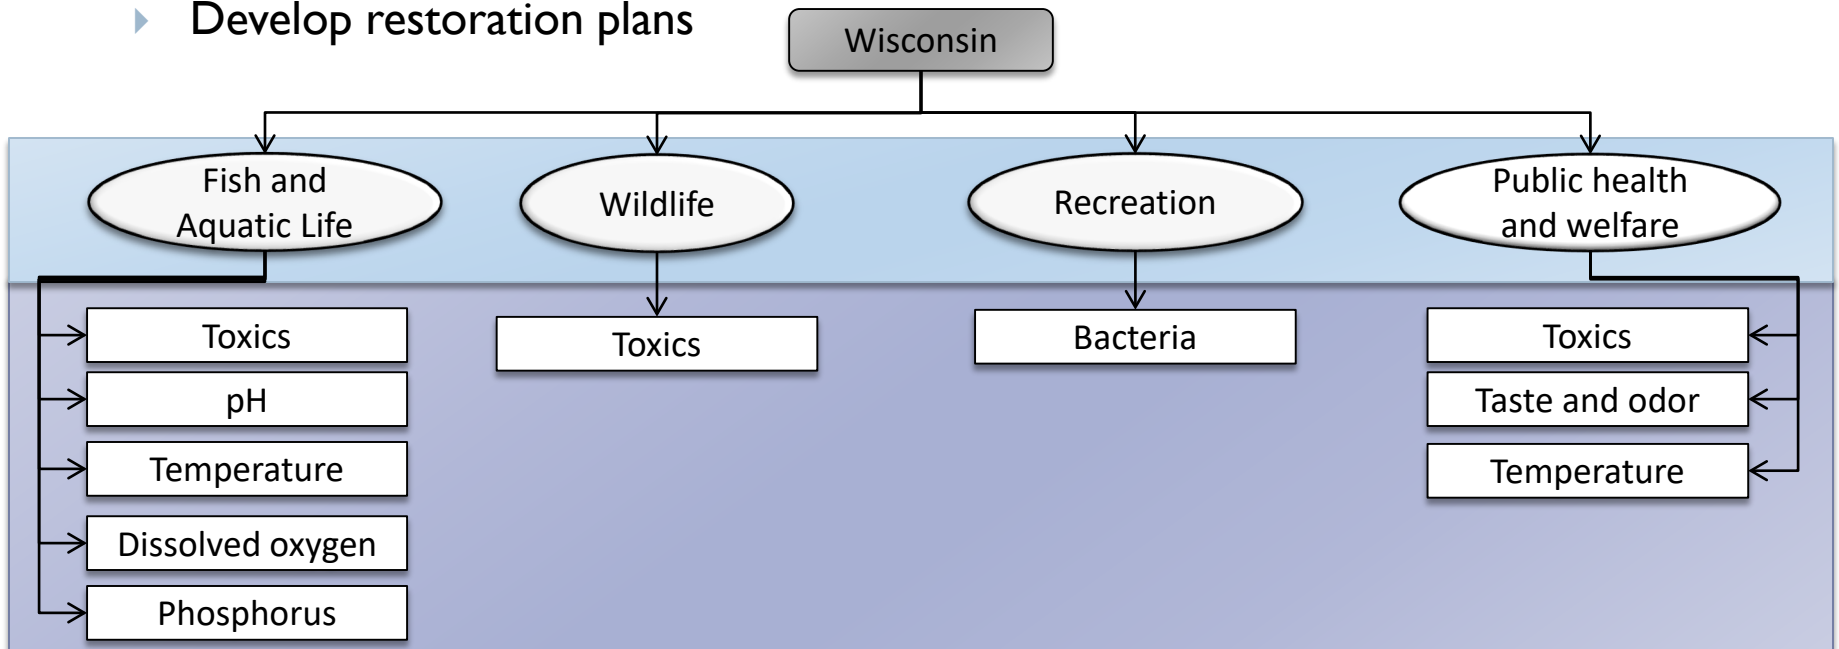 Develop restoration plans
Wisconsin
Fish and
Aquatic Life
Wildlife
Recreation
Public health
and welfare
Toxics
pH
Temperature
Dissolved oxygen
Phosphorus
Toxics
Bacteria
Toxics
Taste and odor
Temperature